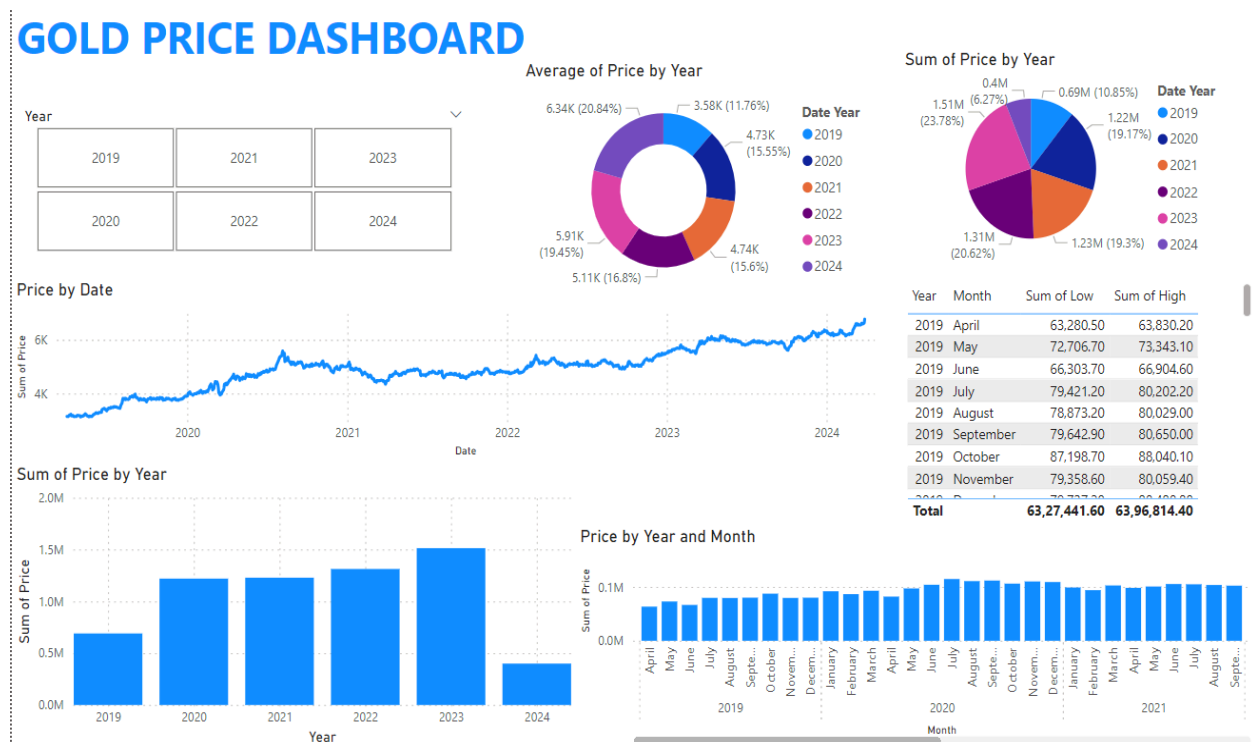 GOLD PRICE DASHBOARD
Year
2019 2021 2023
2020 2022 2024
Average of Price by Year
6.34K (20.84%)
3.58K (11.76%)
4.73K
(15.55%)
4.74K
(15.6%)
5.11K (16.8%)
5.91K
(19.45%)
Date Year
2019
2020
2021
2022
2023
2024
Sum of Price by Year
0.4M
(6.27%)
0.69M (10.85%)
1.22M
(19.17%)
1.23M (19.3%)
1.31M
(20.62%)
1.51M
(23.78%)
Date Year
2019
2020
2021
2022
2023
2024
Price by Date
Sum of Price
6K
4K
2020 2021 2022 2023 2024
Date
Year Month Sum of Low Sum of High
2019 April 63,280.50 63,830.20
2019 May 72,706.70 73,343.10
2019 June 66,303.70 66,904.60
2019 July 79,421.20 80,202.20
2019 August 78,873.20 80,029.00
2019 September 79,642.90 80,650.00
2019 October 87,198.70 88,040.10
2019 November 79,358.60 80,059.40
Total 63,27,441.60 63,96,814.40
Sum of Price by Year
Sum of Price
2.0M
1.5M
1.0M
0.5M
0.0M
2019 2020 2021 2022 2023 2024
Year
Price by Year and Month
Sum of Price
0.1M
0.0M
April May June July August Septe... October Novem... Decem... January February March April May June July August Septe... October Novem... Decem... January February March April May June July August Septe...
2019 2020 2021
Month